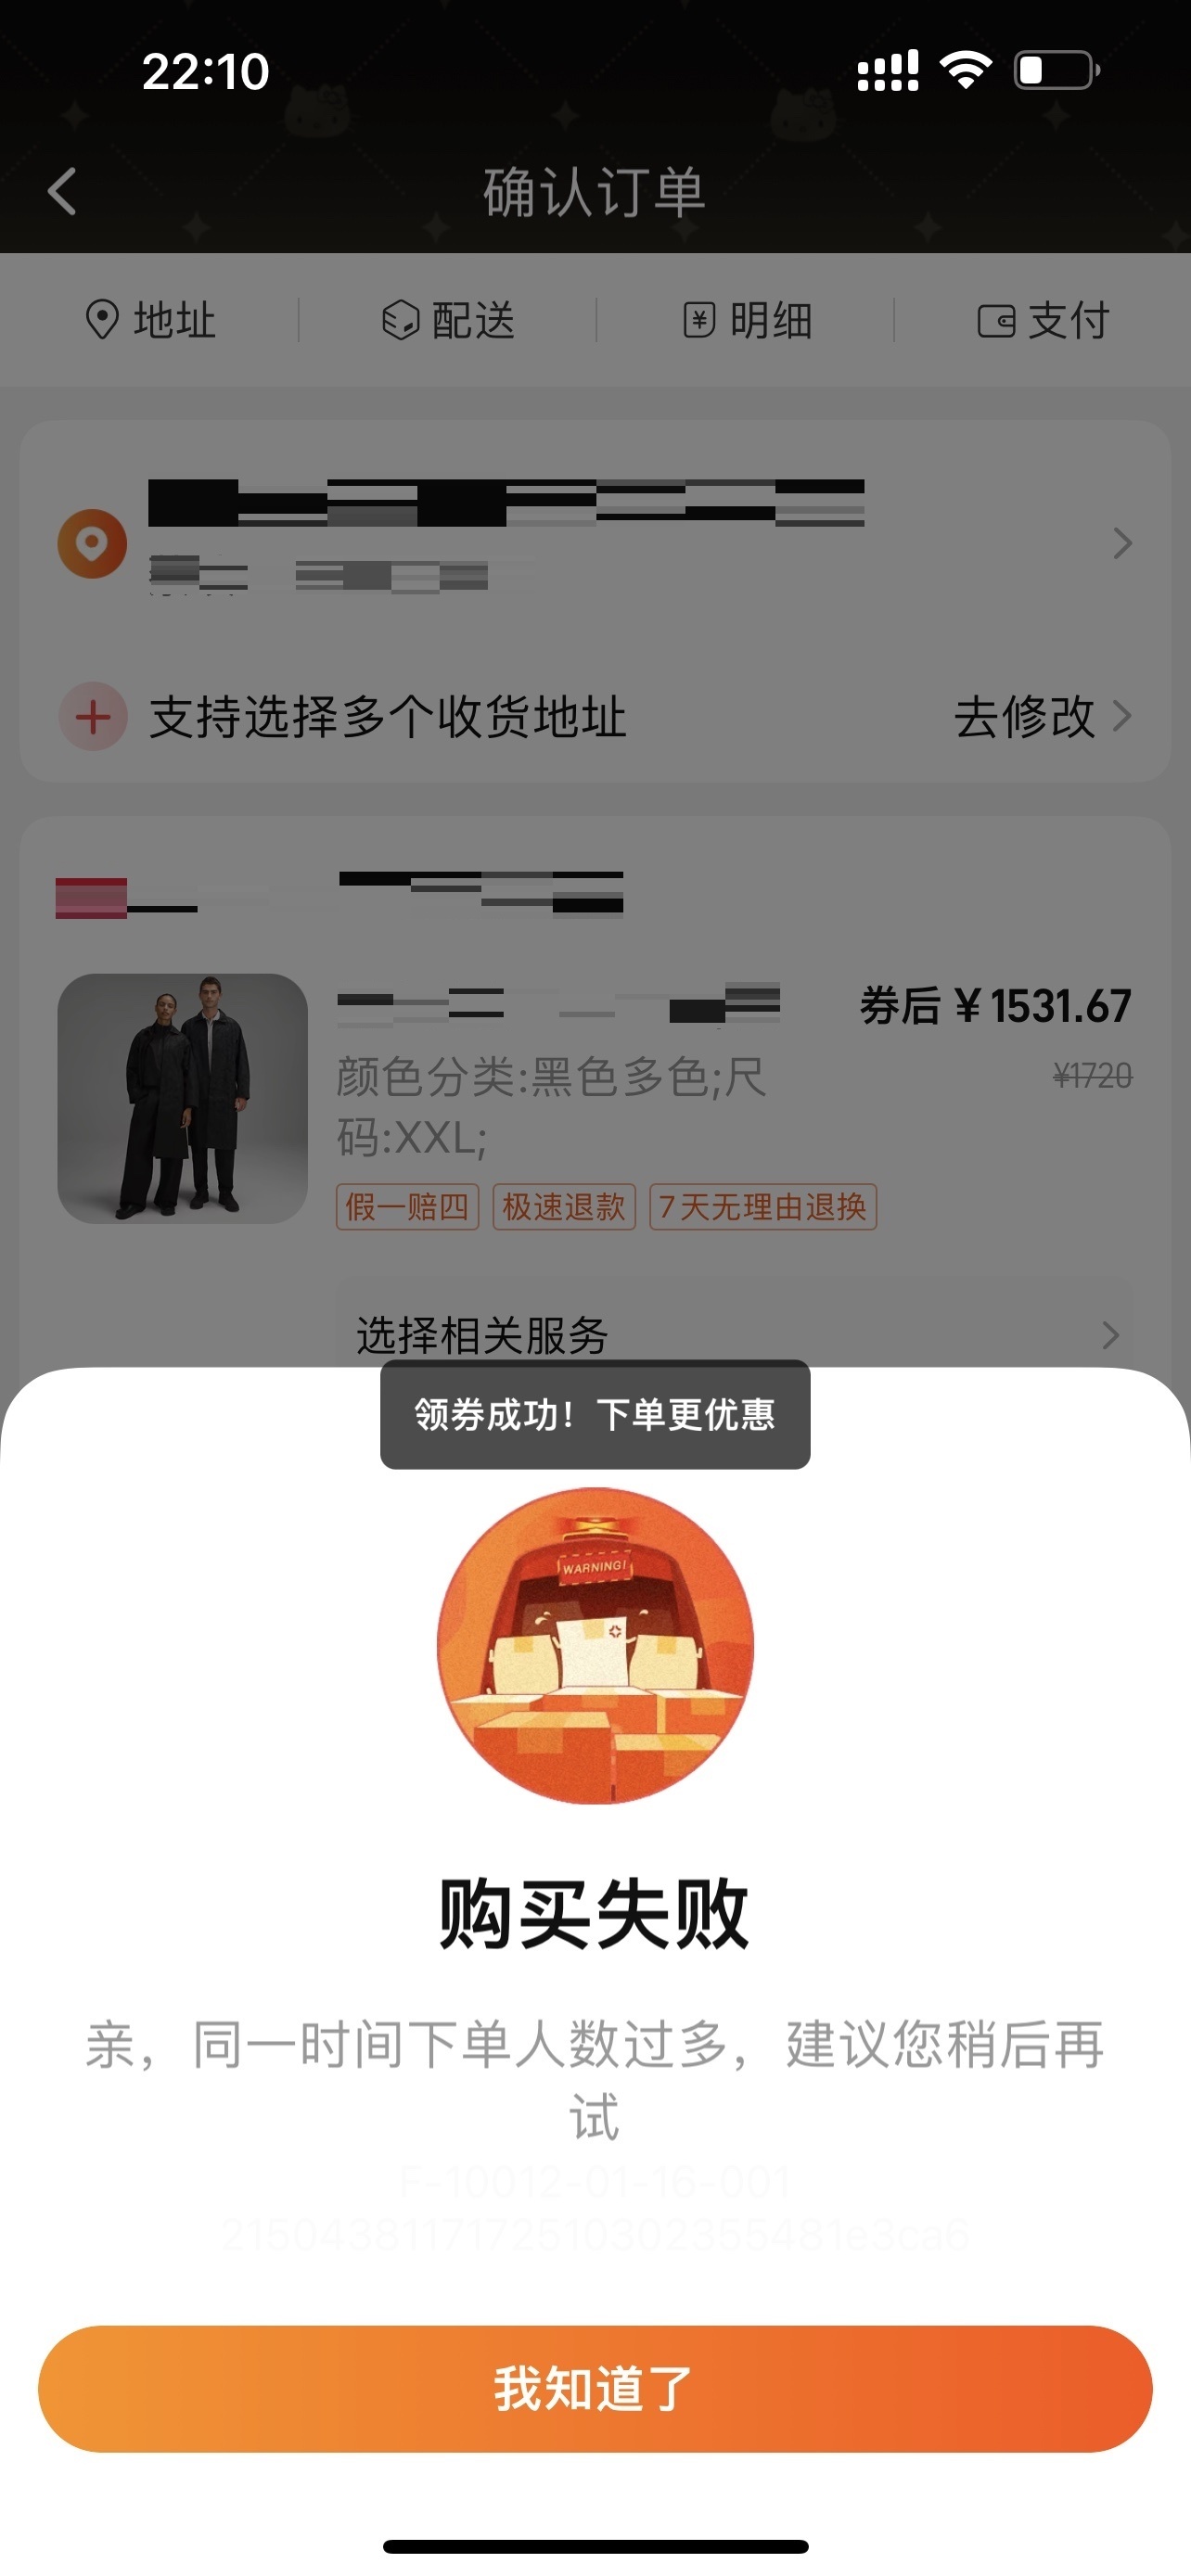 22:10
确认订单
地址
配送
明细
支付
支持选择多个收货地址
去修改
券后 ¥1531.67
¥1720
颜色分类:黑色多色;尺
码:XXL;
假一赔四 极速退款 7天无理由退换
选择相关服务
领券成功！下单更优惠
WARNING!
购买失败
亲，同一时间下单人数过多，建议您稍后再
试
F-10012-01-16-001
2150438117172510302355481e3ca6
我知道了